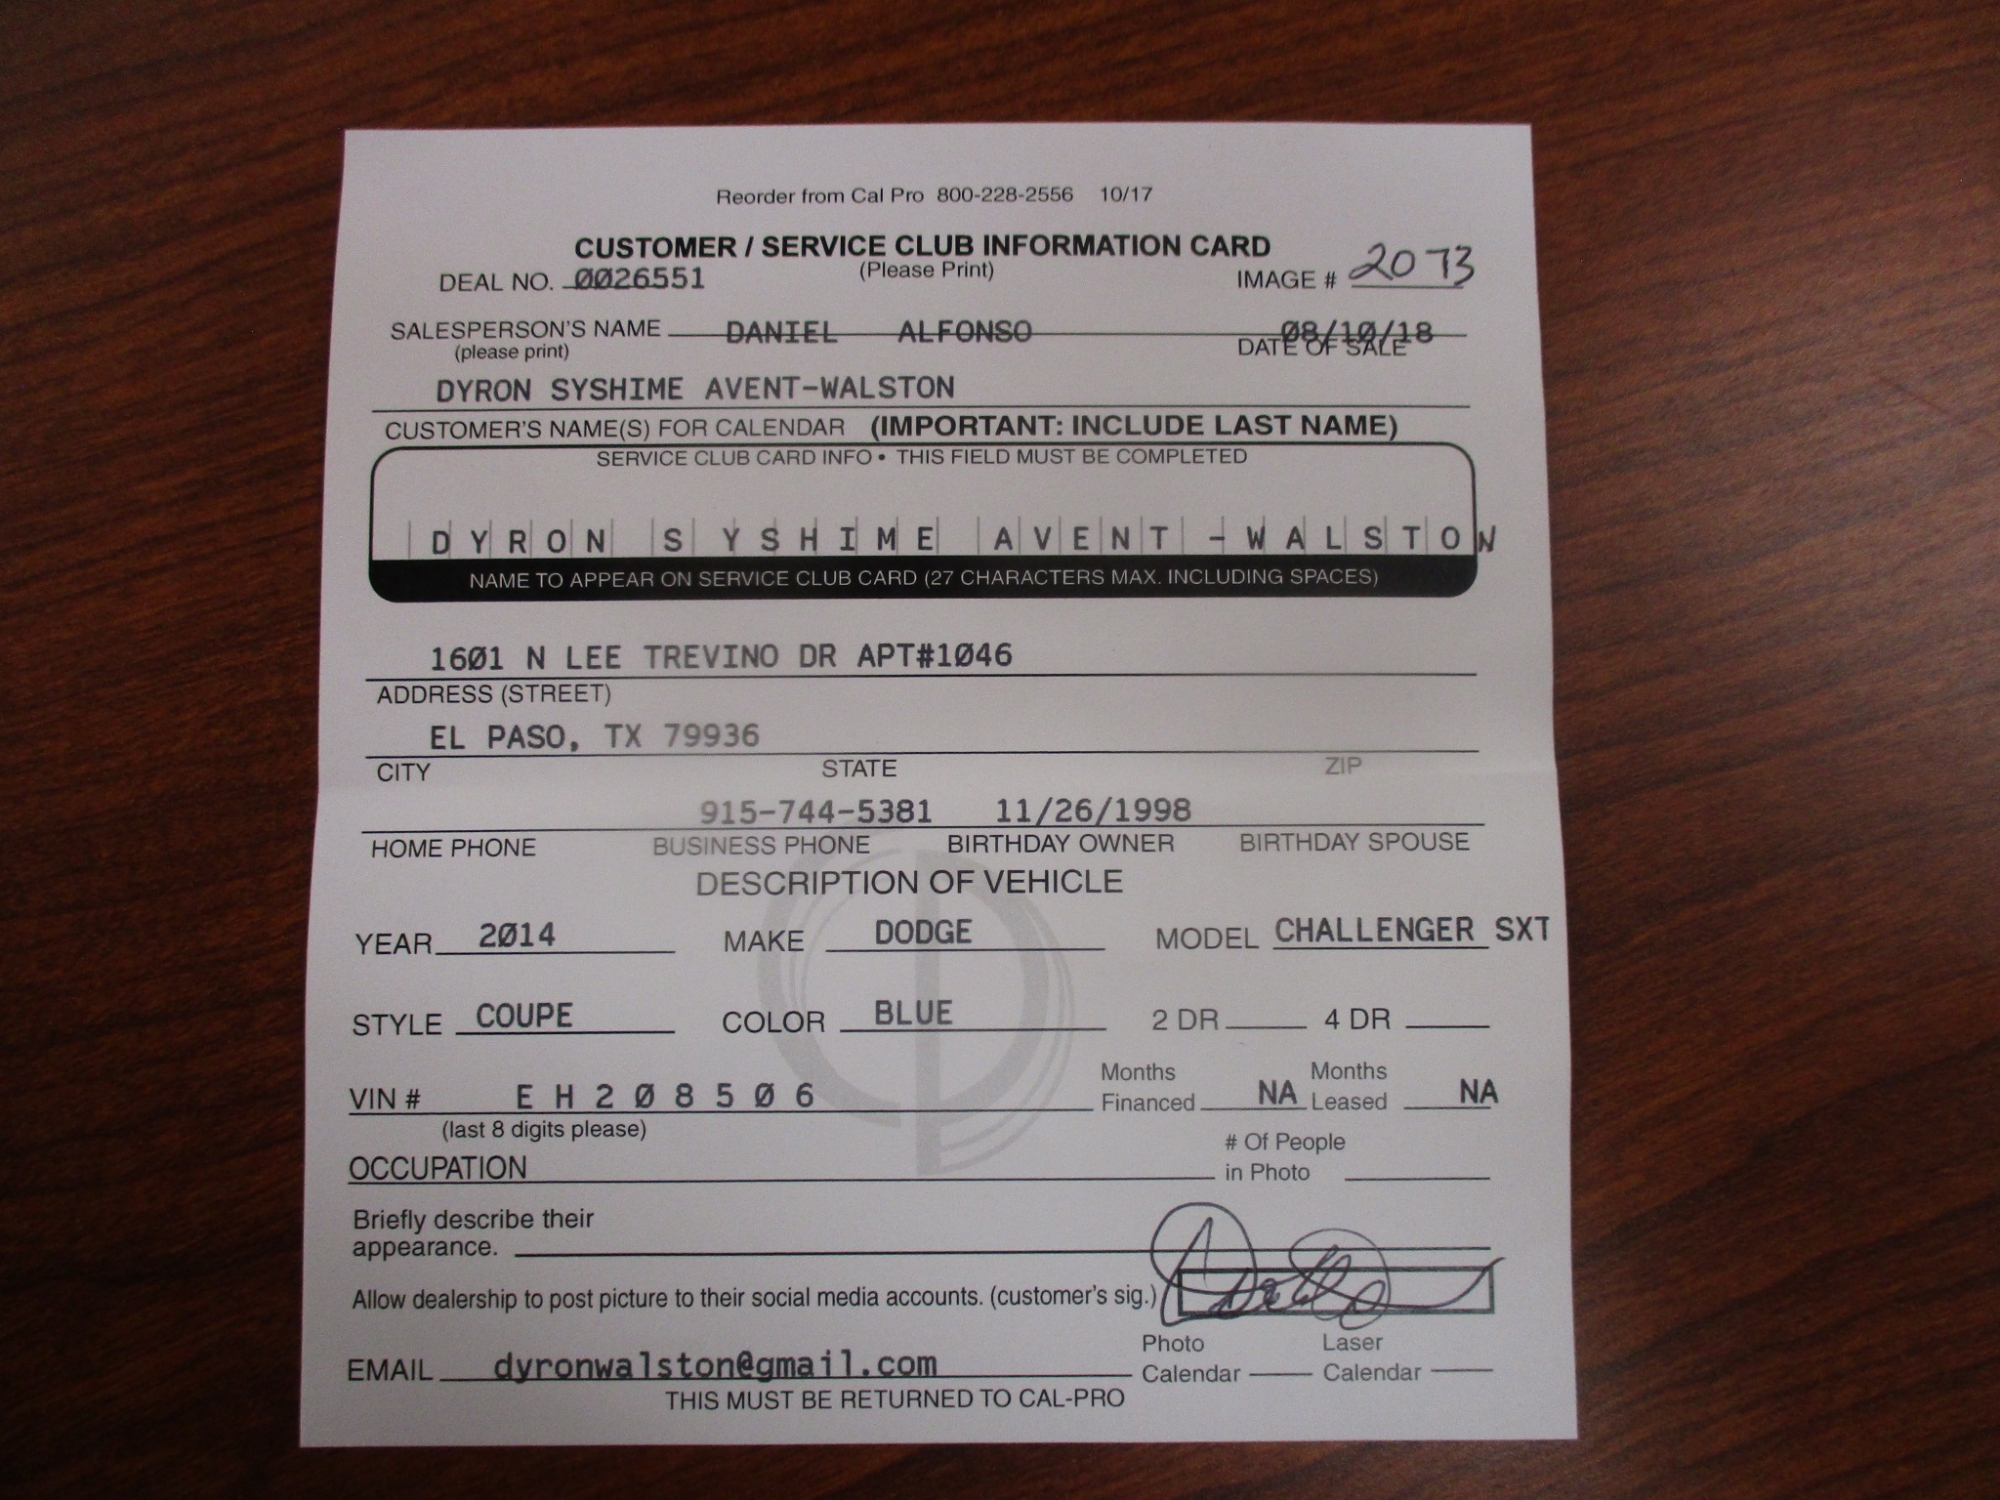 Reorder from Cal Pro 800-228-2556 10/17
CUSTOMER / SERVICE CLUB INFORMATION CARD
(Please Print)
DEAL NO. 0026551 IMAGE # 2073
SALESPERSON'S NAME DANIEL ALFONSO 08/10/18
(please print) DATE OF SALE
DYRON SYSHIME AVENT-WALSTON
CUSTOMER'S NAME(S) FOR CALENDAR (IMPORTANT: INCLUDE LAST NAME)
SERVICE CLUB CARD INFO • THIS FIELD MUST BE COMPLETED
DYRON SYSHIME AVENT-WALSTON
NAME TO APPEAR ON SERVICE CLUB CARD (27 CHARACTERS MAX. INCLUDING SPACES)
1601 N LEE TREVINO DR APT#1046
ADDRESS (STREET)
EL PASO, TX 79936
CITY STATE ZIP
915-744-5381 11/26/1998
HOME PHONE BUSINESS PHONE BIRTHDAY OWNER BIRTHDAY SPOUSE
DESCRIPTION OF VEHICLE
YEAR 2014 MAKE DODGE MODEL CHALLENGER SXT
STYLE COUPE COLOR BLUE 2 DR 4 DR
Months Months
VIN # EH208506 Financed NA Leased NA
(last 8 digits please)
# Of People
OCCUPATION in Photo
Briefly describe their
appearance.
Allow dealership to post picture to their social media accounts. (customer's sig.)
Photo Laser
EMAIL dyronwalston@gmail.com Calendar Calendar
THIS MUST BE RETURNED TO CAL-PRO